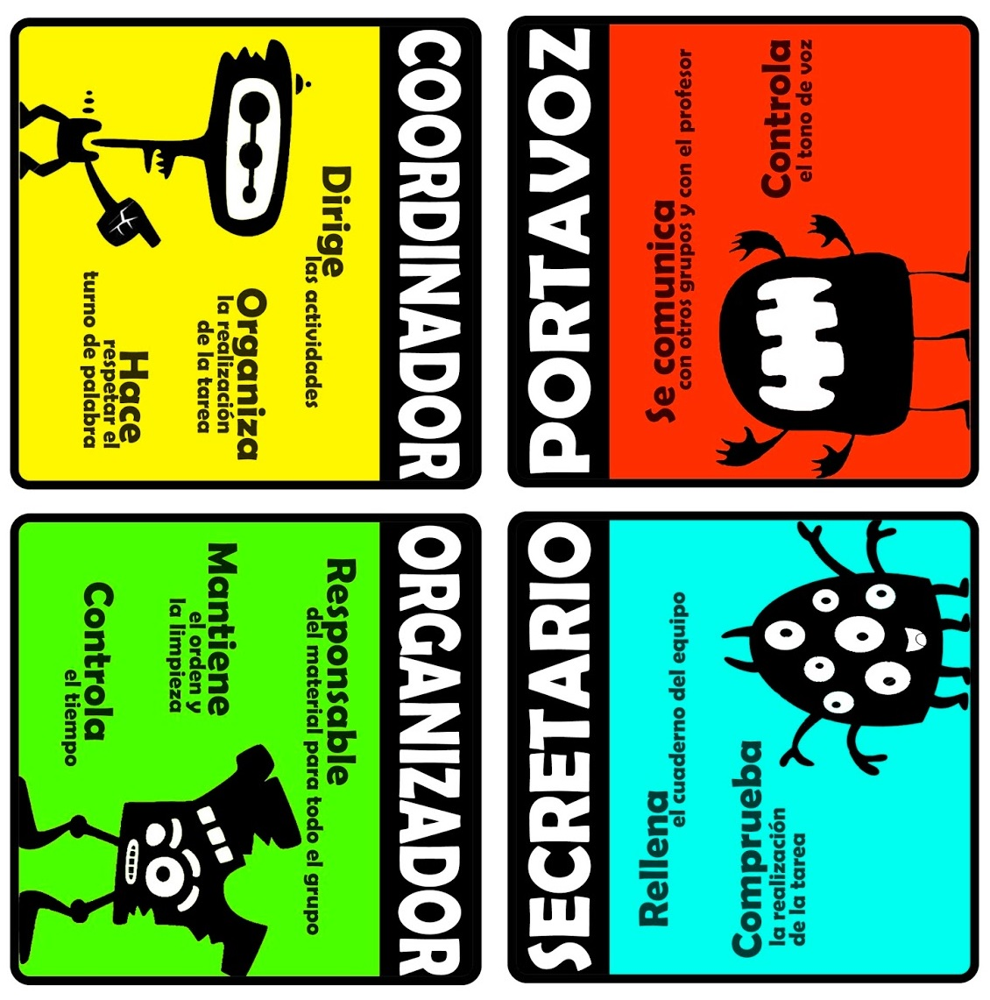 COORDINADOR
Dirige
las actividades
Organiza
la realización
de la tarea
Hace
respetar el
turno de palabra
PORTAVOZ
Se comunica
con otros grupos y con el profesor
Controla
el tono de voz
ORGANIZADOR
Responsable
del material para todo el grupo
Mantiene
el orden y
la limpieza
Controla
el tiempo
SECRETARIO
Rellena
el cuaderno del equipo
Comprueba
la realización
de la tarea